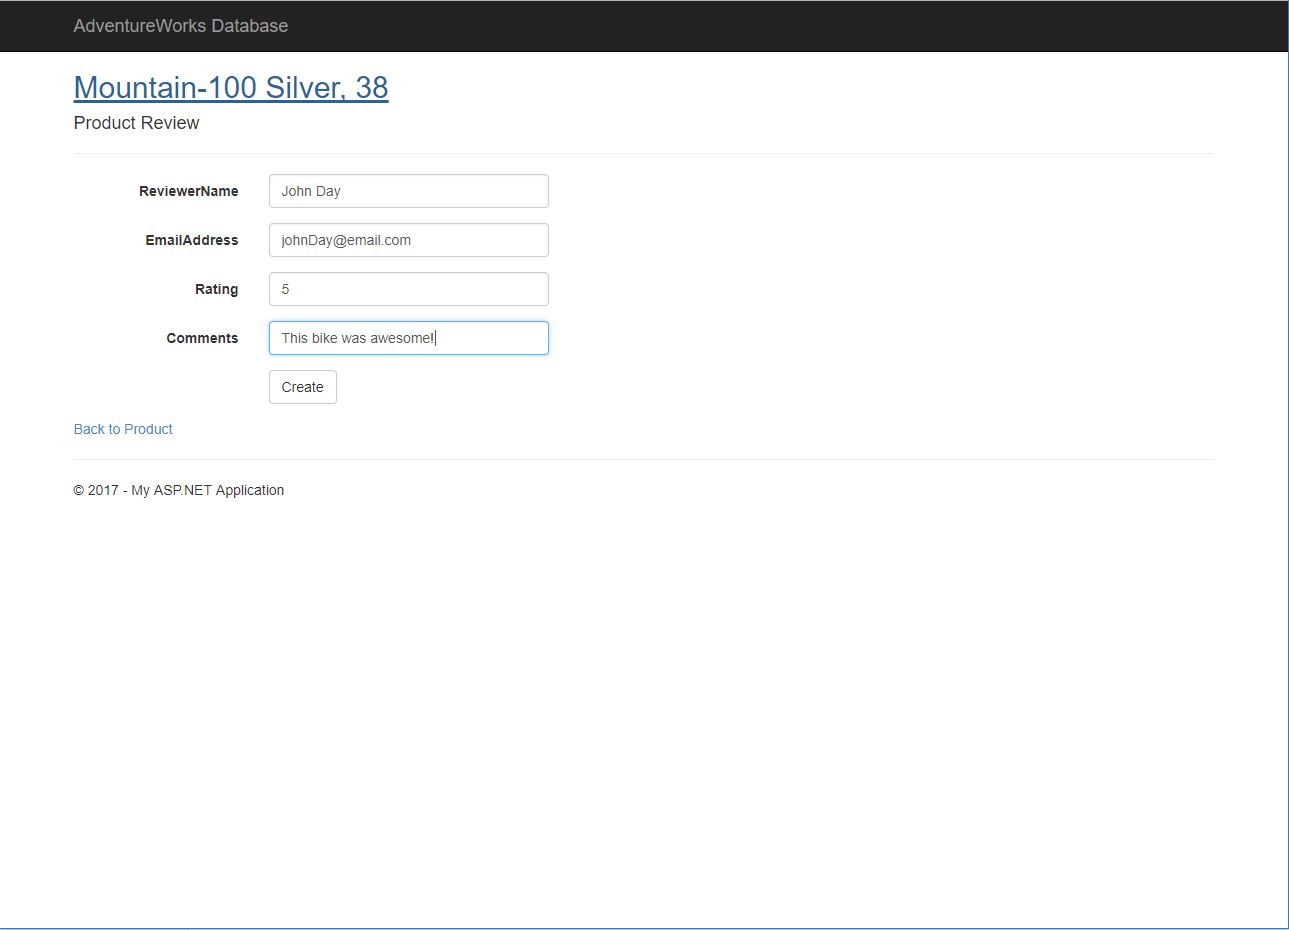 AdventureWorks Database
Mountain-100 Silver, 38
Product Review
ReviewerName John Day
EmailAddress johnDay@email.com
Rating 5
Comments This bike was awesome!
Create
Back to Product
© 2017 - My ASP.NET Application